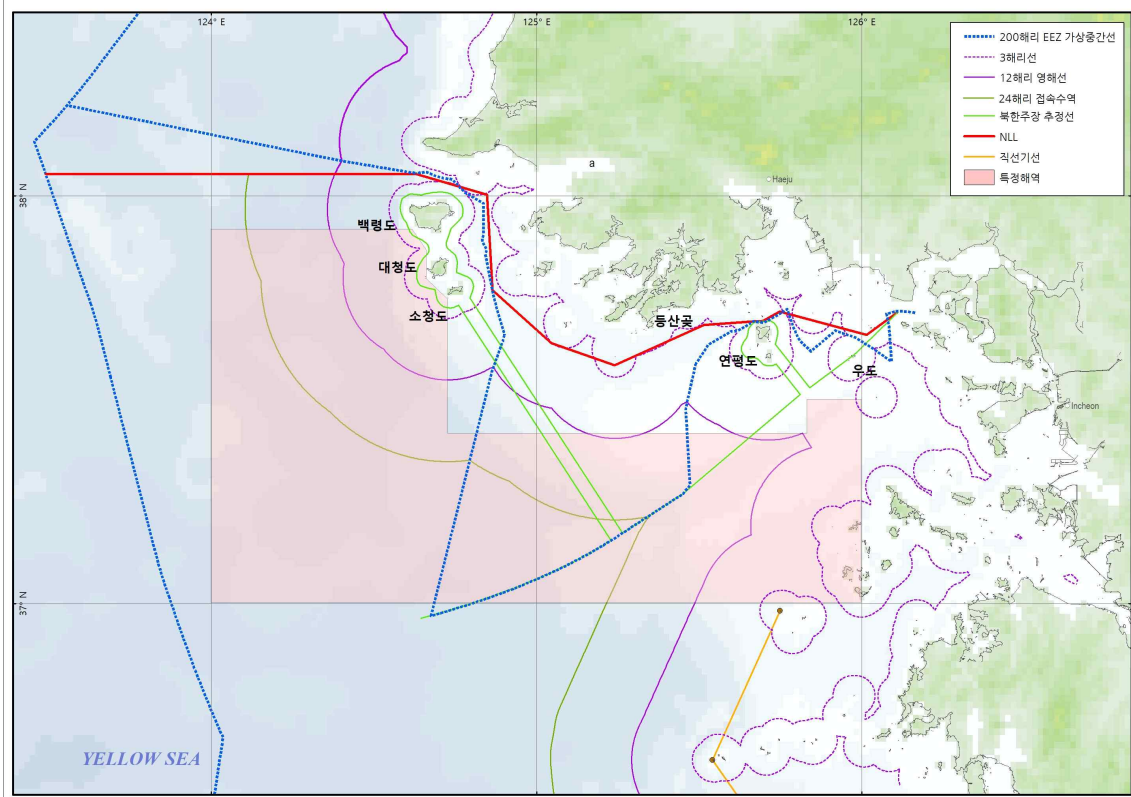 124° E
125° E
126° E
200해리 EEZ 가상중간선
3해리선
12해리 영해선
24해리 접속수역
북한주장 추정선
NLL
직선기선
특정해역
a
Haeju
38° N
백령도
대청도
소청도
등산곶
연평도
우도
Incheon
37° N
YELLOW SEA